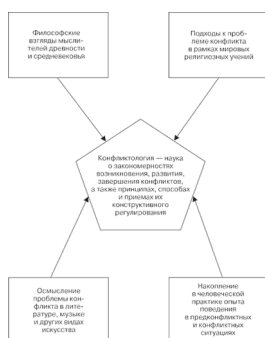 Философские
взгляды мысли-
телей древности
и средневековья
Подходы к проб-
леме конфликта
в рамках мировых
религиозных учений
Конфликтология — наука
о закономерностях
возникновения, развития,
завершения конфликтов,
а также принципах, способах
и приемах их
конструктивного
регулирования
Осмысление
проблемы кон-
фликта в лите-
ратуре, музыке
и других видах
искусства
Накопление
в человеческой
практике опыта
поведения
в предконфликтных
и конфликтных
ситуациях